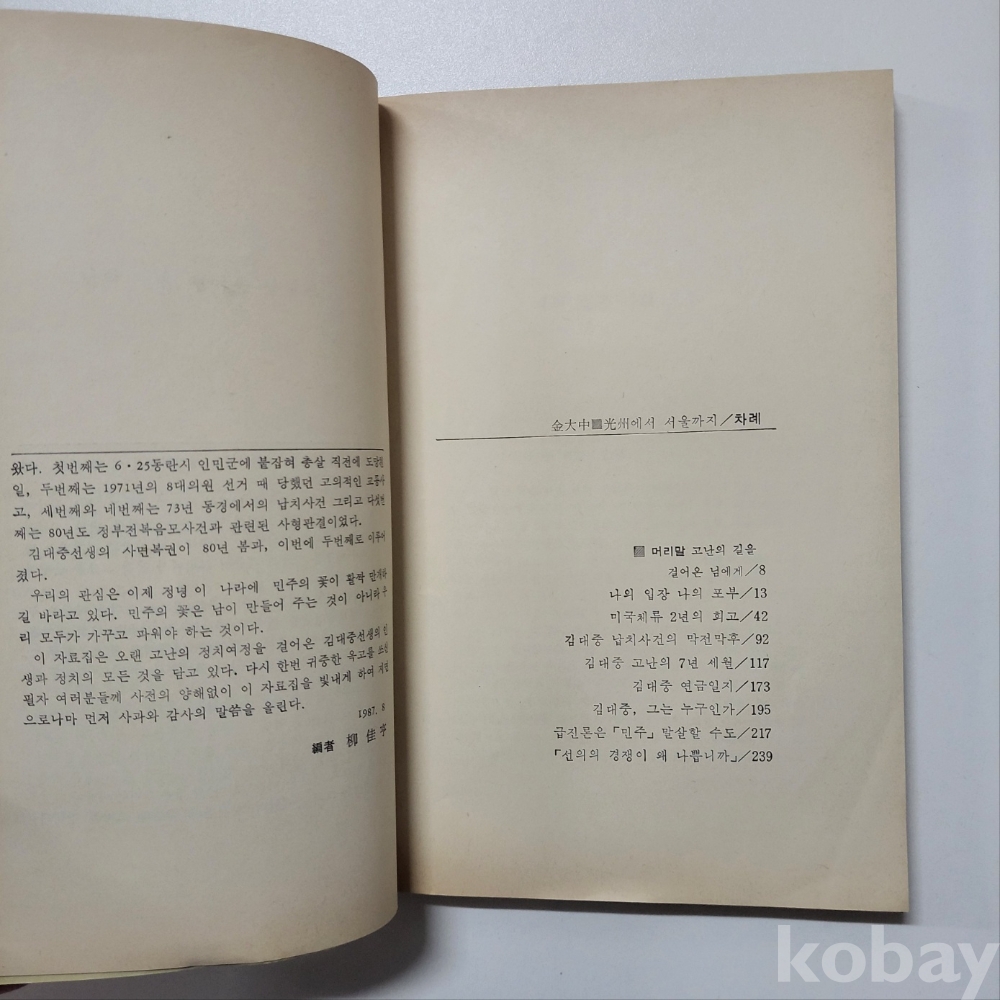 왔다. 첫번째는 6·25동란시 인민군에 붙잡혀 총살 직전에
일, 두번째는 1971년의 8대의원 선거 때 당했던 고의적인
고, 세번째와 네번째는 73년 동경에서의 납치사건 그리고
째는 80년도 정부전복음모사건과 관련된 사형판결이었다.
김대중선생의 사면복권이 80년 봄과, 이번에 두번째로
졌다.
우리의 관심은 이제 정녕 이 나라에 민주의 꽃이 활짝
길 바라고 있다. 민주의 꽃은 남이 만들어 주는 것이 아니라 우
리 모두가 가꾸고 파워야 하는 것이다.
이 자료집은 오랜 고난의 정치여정을 걸어온 김대중선생의 인
생과 정치의 모든 것을 담고 있다. 다시 한번 귀중한 옥고를
필자 여러분들께 사전의 양해없이 이 자료집을 빛내게 하여
으로나마 먼저 사과와 감사의 말씀을 올린다.
1987. 8
編者 柳佳亨
金大中■光州에서 서울까지/차례
■ 머리말 고난의 길을
걸어온 님에게/8
나의 입장 나의 포부/13
미국체류 2년의 회고/42
김대중 납치사건의 막전막후/92
김대중 고난의 7년 세월/117
김대중 연금일지/173
김대중, 그는 누구인가/195
급진론은 「민주」 말살할 수도/217
「선의의 경쟁이 왜 나쁩니까」/239
kobay